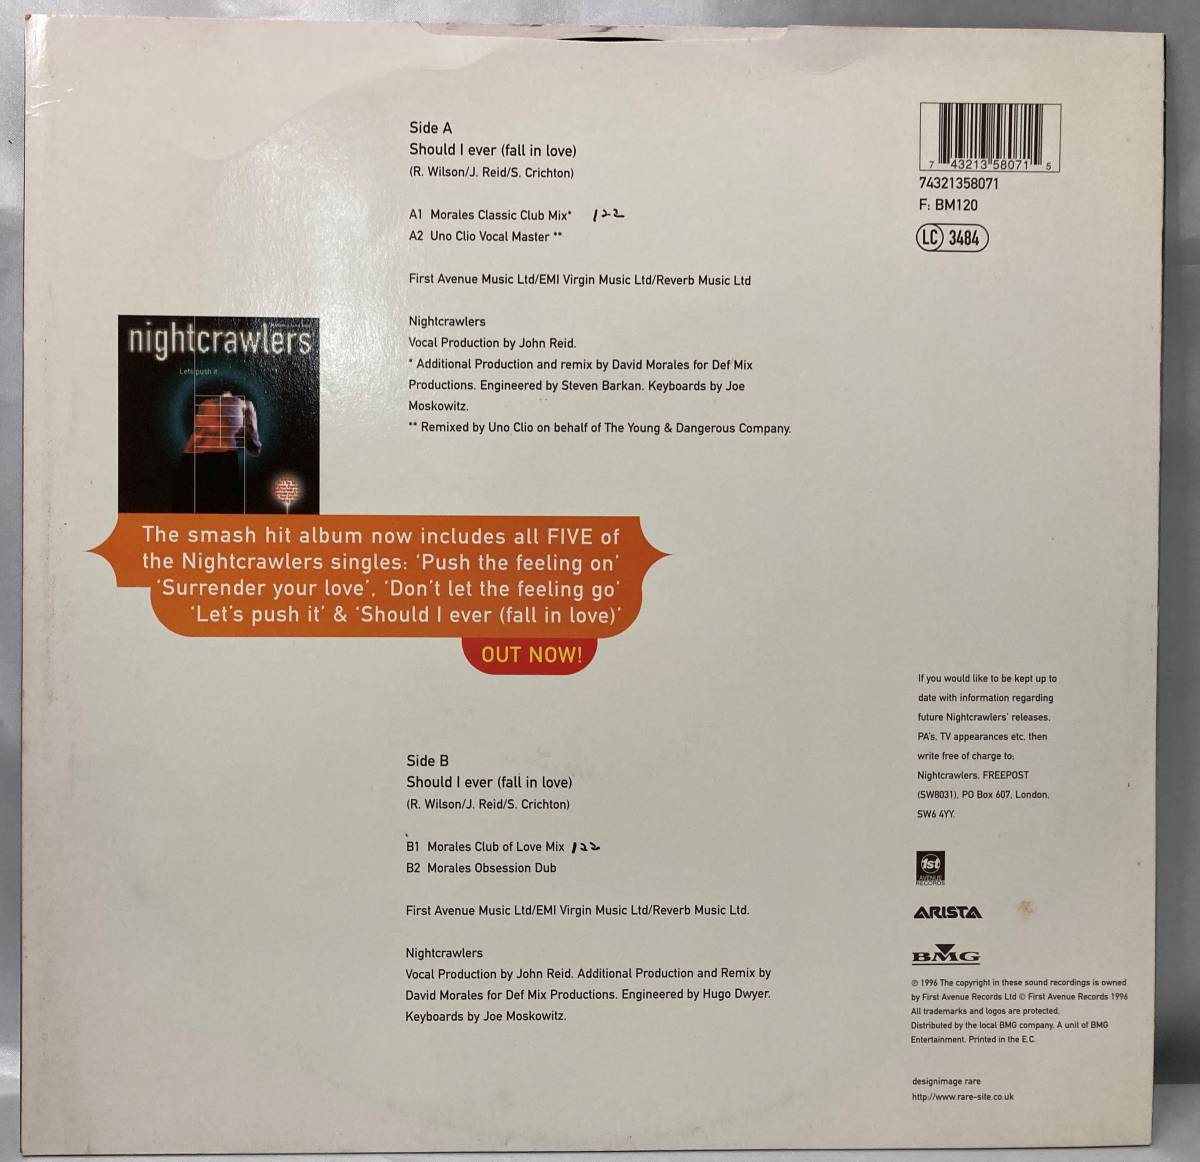 Side A
Should I ever (fall in love)
(R. Wilson/J. Reid/S. Crichton)
A1 Morales Classic Club Mix* 122
A2 Uno Clio Vocal Master **
First Avenue Music Ltd/EMI Virgin Music Ltd/Reverb Music Ltd
Nightcrawlers
Vocal Production by John Reid.
* Additional Production and remix by David Morales for Def Mix
Productions. Engineered by Steven Barkan. Keyboards by Joe
Moskowitz.
** Remixed by Uno Clio on behalf of The Young & Dangerous Company.
7 43213 58071 5
74321358071
F: BM120
LC 3484
nightcrawlers
Lets push it
The smash hit album now includes all FIVE of
the Nightcrawlers singles: 'Push the feeling on'
'Surrender your love', 'Don't let the feeling go'
'Let's push it' & 'Should I ever (fall in love)'
OUT NOW!
Side B
Should I ever (fall in love)
(R. Wilson/J. Reid/S. Crichton)
B1 Morales Club of Love Mix 122
B2 Morales Obsession Dub
First Avenue Music Ltd/EMI Virgin Music Ltd/Reverb Music Ltd.
Nightcrawlers
Vocal Production by John Reid. Additional Production and Remix by
David Morales for Def Mix Productions. Engineered by Hugo Dwyer.
Keyboards by Joe Moskowitz.
If you would like to be kept up to
date with information regarding
future Nightcrawlers' releases,
PA's, TV appearances etc. then
write free of charge to:
Nightcrawlers, FREEPOST
(SW8031), PO Box 607, London,
SW6 4YY.
1st
AVENUE
RECORDS
ARISTA
BMG
℗ 1996 The copyright in these sound recordings is owned
by First Avenue Records Ltd © First Avenue Records 1996
All trademarks and logos are protected.
Distributed by the local BMG company. A unit of BMG
Entertainment. Printed in the E.C.
designimage rare
http://www.rare-site.co.uk